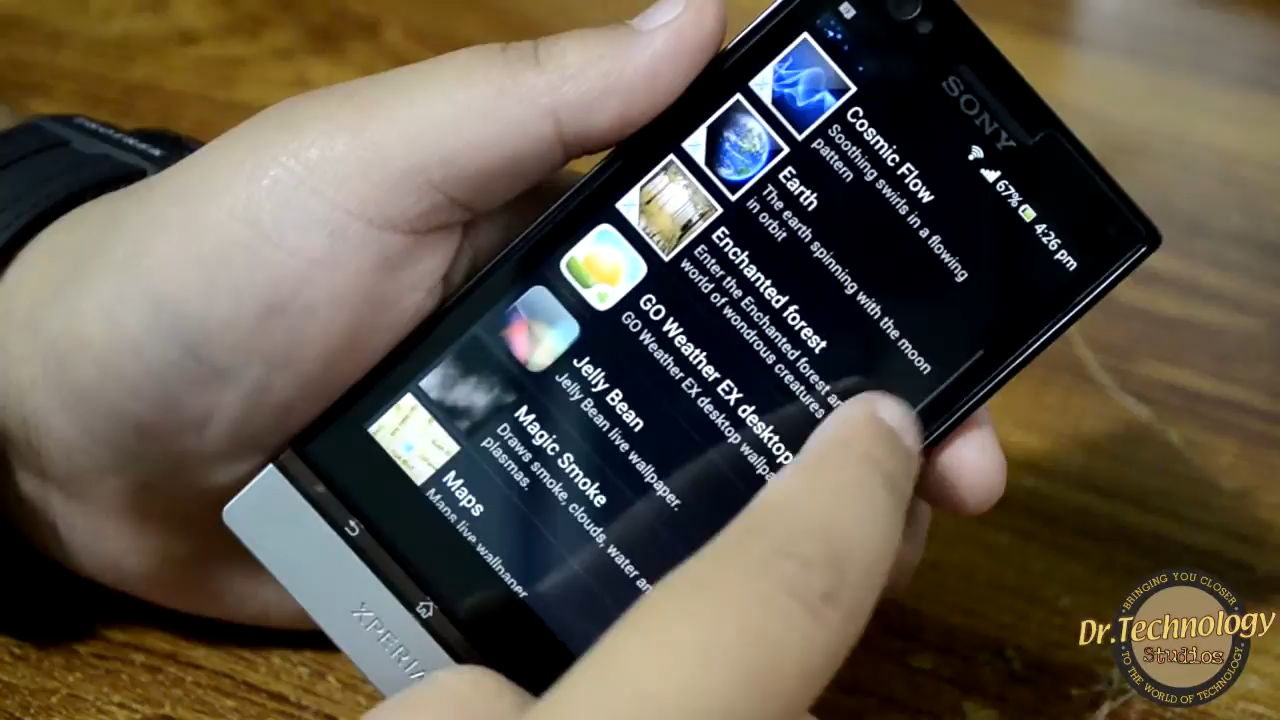 SONY
67%
4:26 pm
Cosmic Flow
Soothing swirls in a flowing
pattern
Earth
The earth spinning with the moon
in orbit
Enchanted forest
Enter the Enchanted forest
world of wondrous creatures
GO Weather EX desktop
GO Weather EX desktop
Jelly Bean
Jelly Bean live wallpaper.
Magic Smoke
Draws smoke, clouds, water
plasmas.
Maps
Maps live wallpaper
XPERIA
BRINGING YOU CLOSER
Dr.Technology
Studios
TO THE WORLD OF TECHNOLOGY